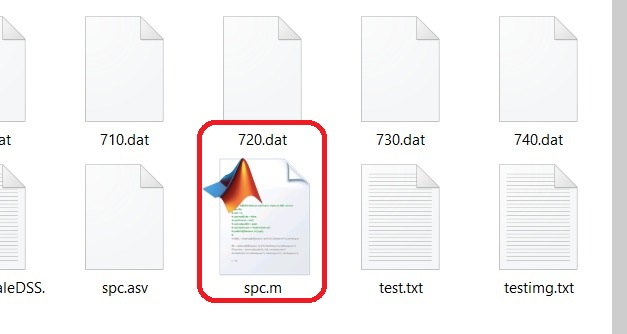 at 710.dat 720.dat 730.dat 740.dat
aleDSS. spc.asv spc.m test.txt testimg.txt